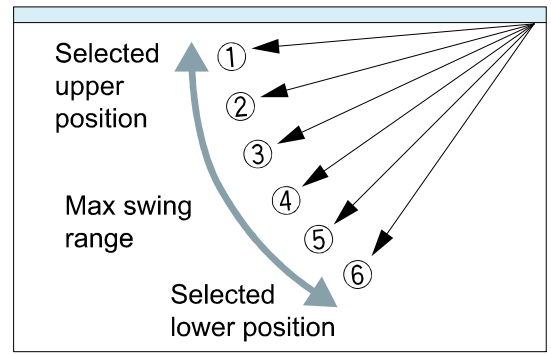 Selected
upper
position
①
②
③
④
⑤
⑥
Max swing
range
Selected
lower position